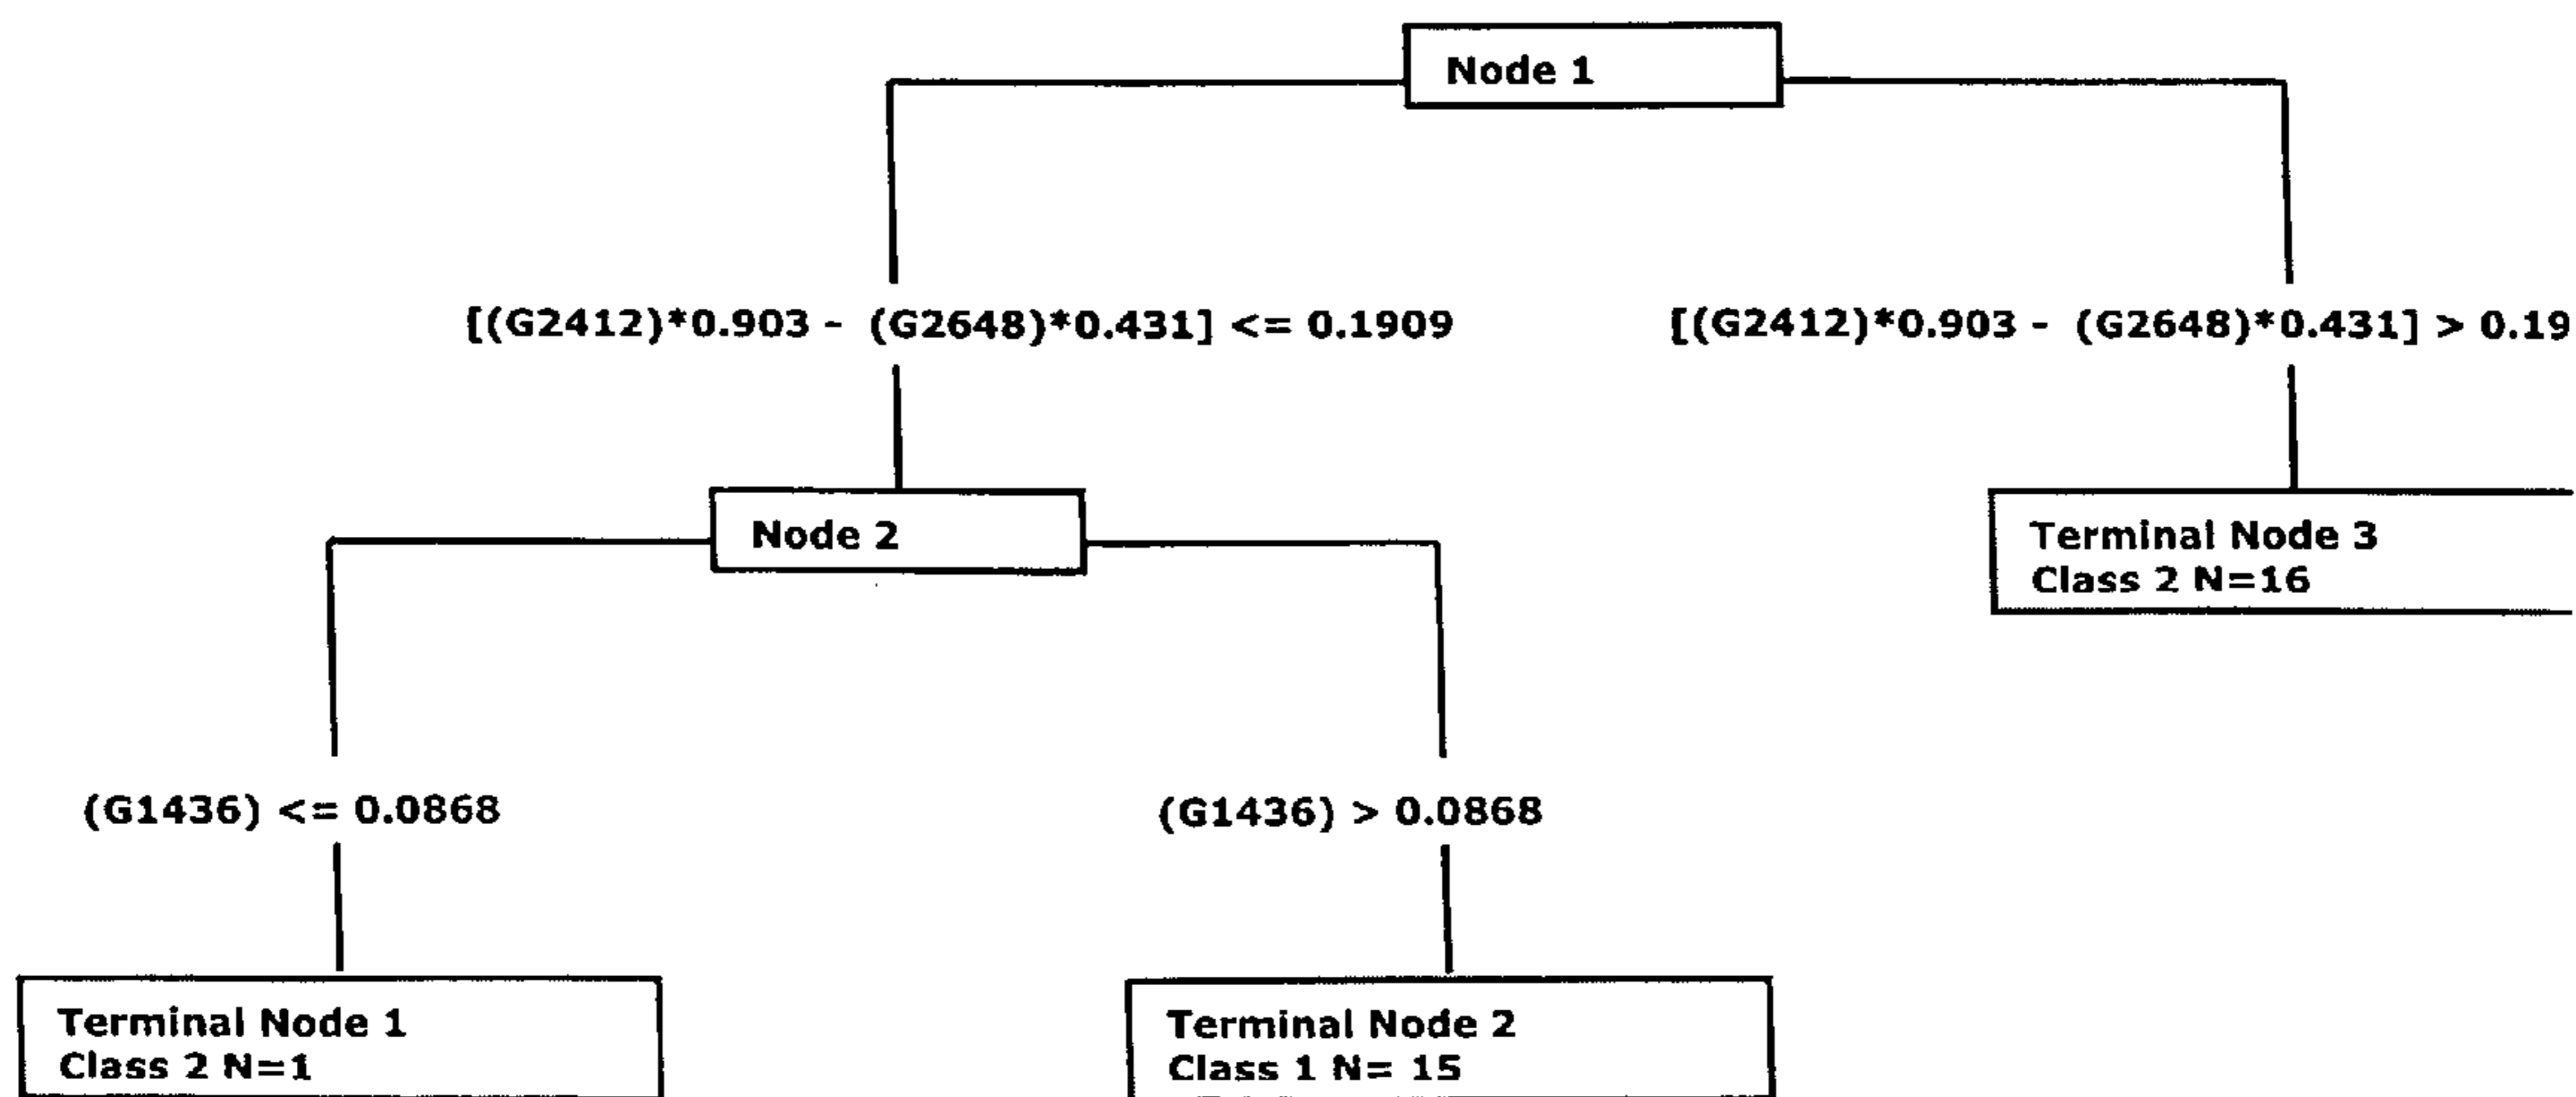 Node 1
[(G2412)*0.903 - (G2648)*0.431] <= 0.1909
[(G2412)*0.903 - (G2648)*0.431] > 0.19
Node 2
Terminal Node 3
Class 2 N=16
(G1436) <= 0.0868
(G1436) > 0.0868
Terminal Node 1
Class 2 N=1
Terminal Node 2
Class 1 N= 15